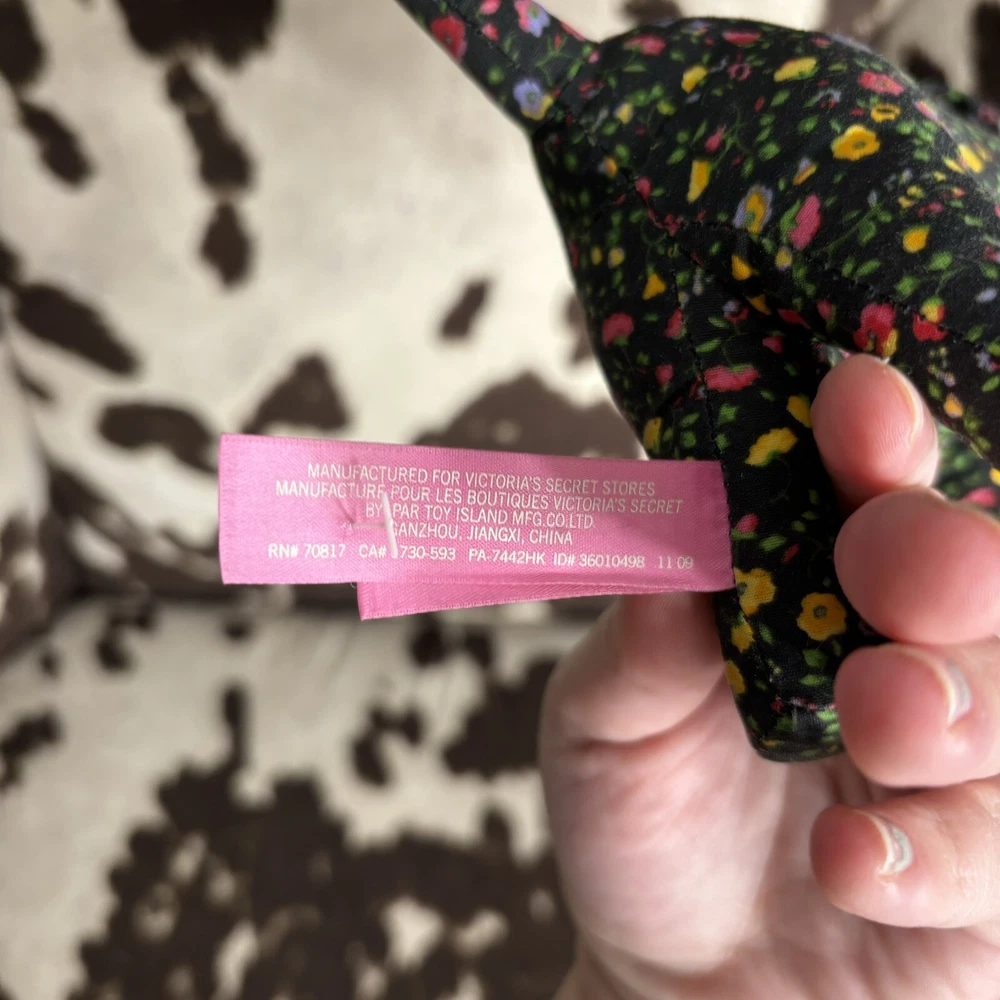 MANUFACTURED FOR VICTORIA'S SECRET STORES
MANUFACTURÉ POUR LES BOUTIQUES VICTORIA'S SECRET
BY PAR TOY ISLAND MFG.CO.LTD
GANZHOU, JIANGXI, CHINA
RN# 70817 CA# 3730-593 PA-7442HK ID# 36010498 11 09